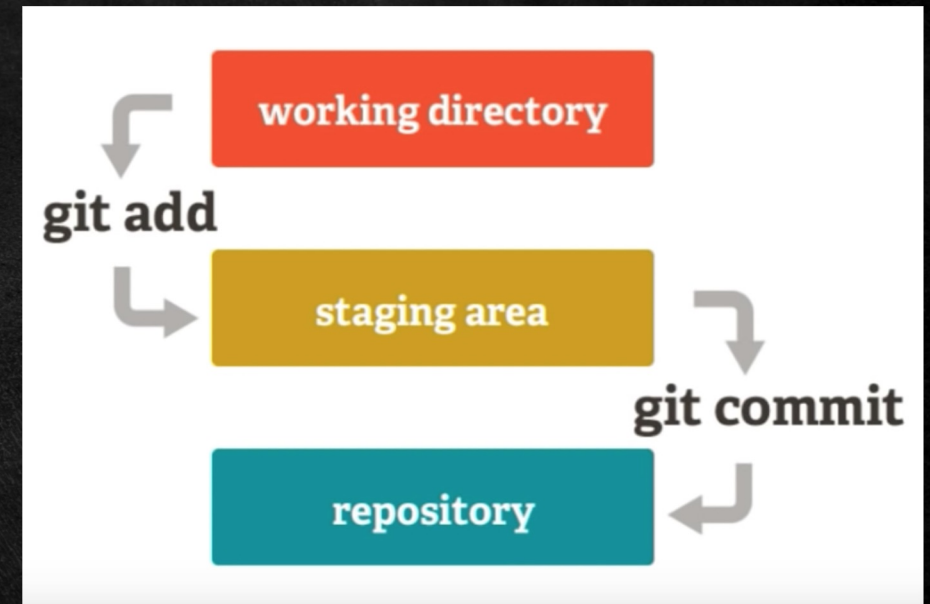 working directory
git add
staging area
git commit
repository